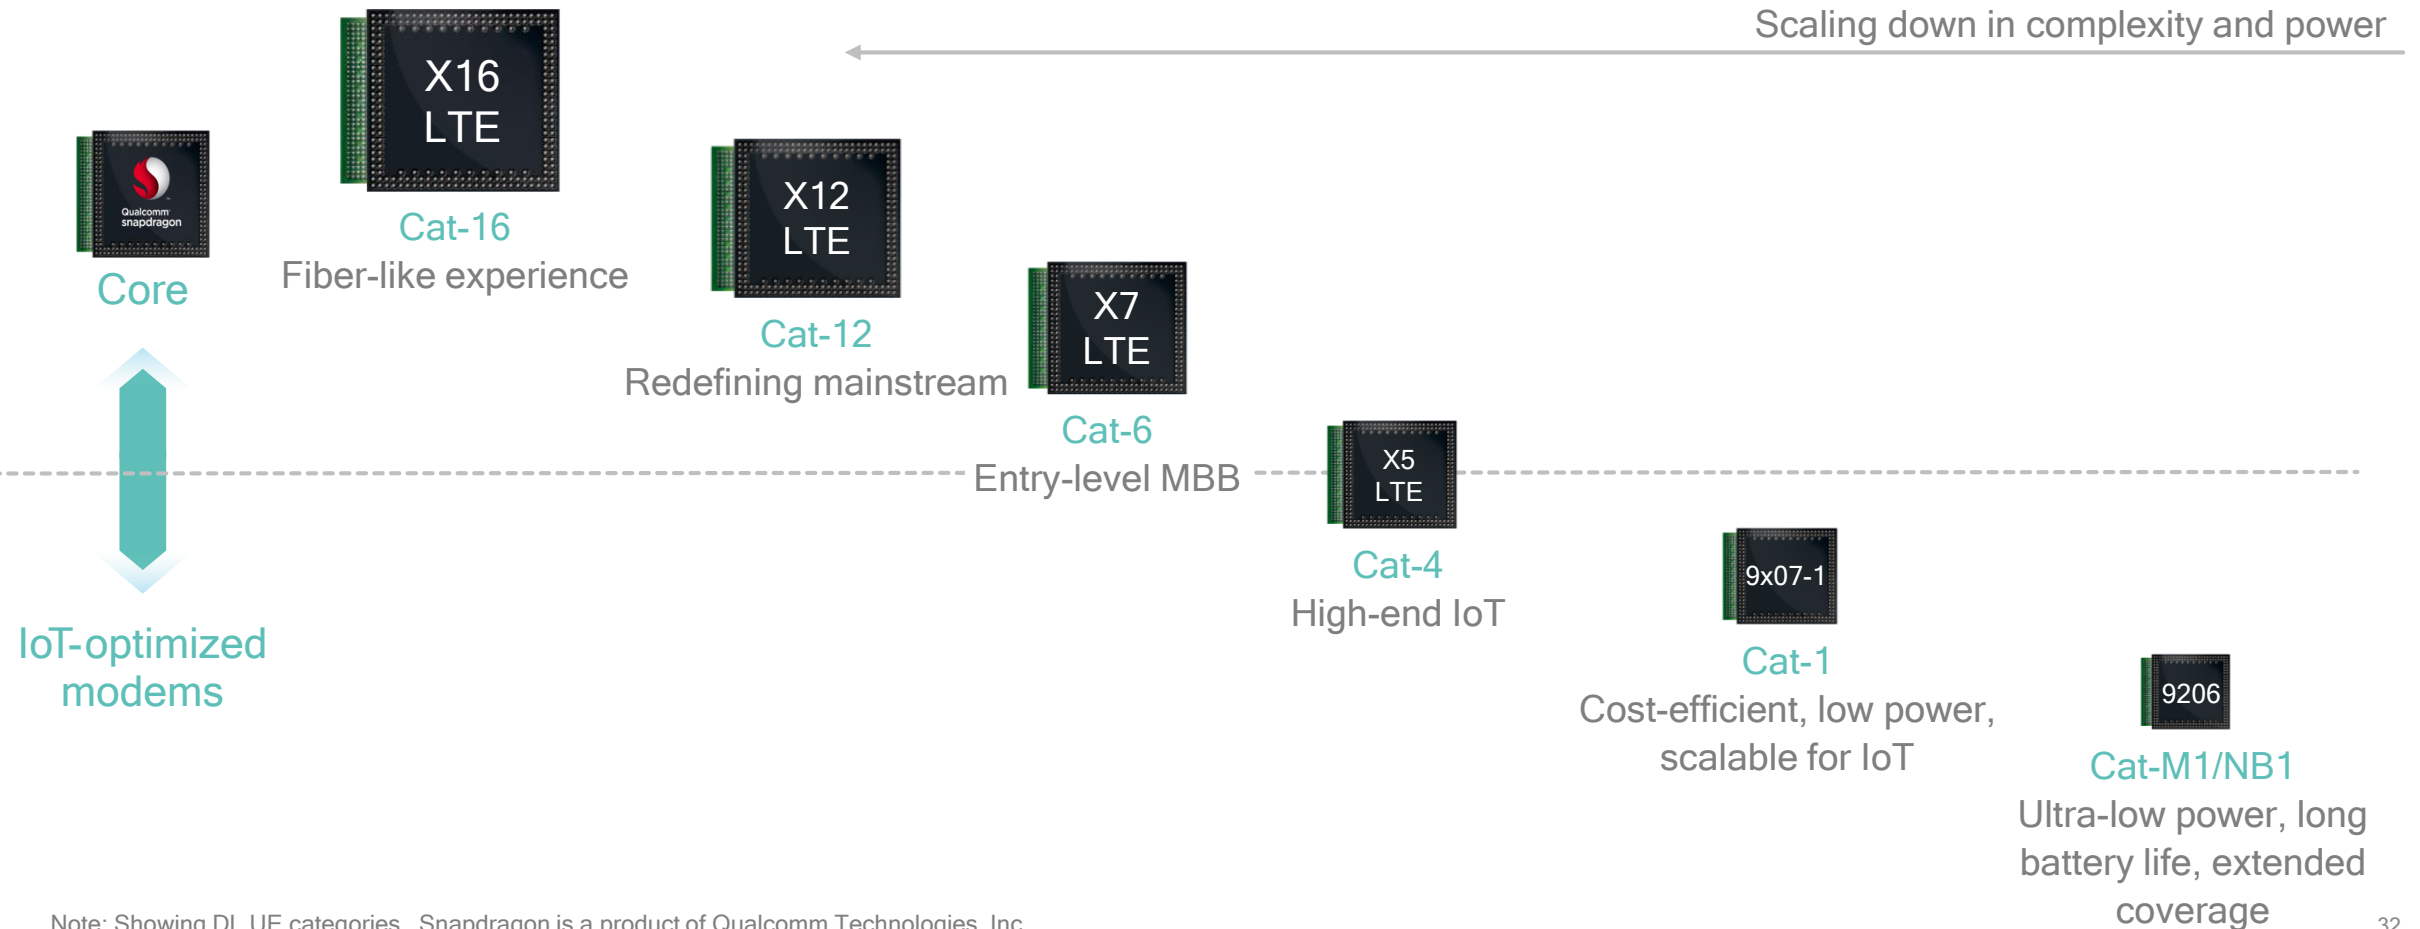 Scaling down in complexity and power
X16
LTE
Cat-16
Fiber-like experience
Qualcomm
snapdragon
Core
X12
LTE
Cat-12
Redefining mainstream
X7
LTE
Cat-6
Entry-level MBB
X5
LTE
Cat-4
High-end IoT
9x07-1
Cat-1
Cost-efficient, low power,
scalable for IoT
9206
Cat-M1/NB1
Ultra-low power, long
battery life, extended
coverage
IoT-optimized
modems
Note: Showing DL UE categories. Snapdragon is a product of Qualcomm Technologies, Inc
32